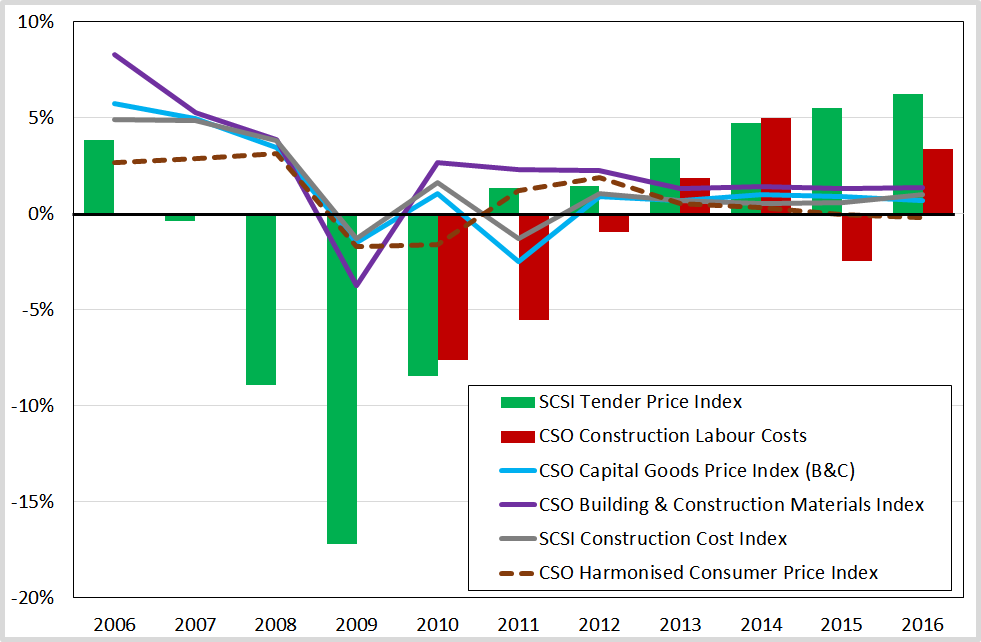 10%
5%
0%
-5%
-10%
-15%
-20%
SCSI Tender Price Index
CSO Construction Labour Costs
CSO Capital Goods Price Index (B&C)
CSO Building & Construction Materials Index
SCSI Construction Cost Index
CSO Harmonised Consumer Price Index
2006 2007 2008 2009 2010 2011 2012 2013 2014 2015 2016